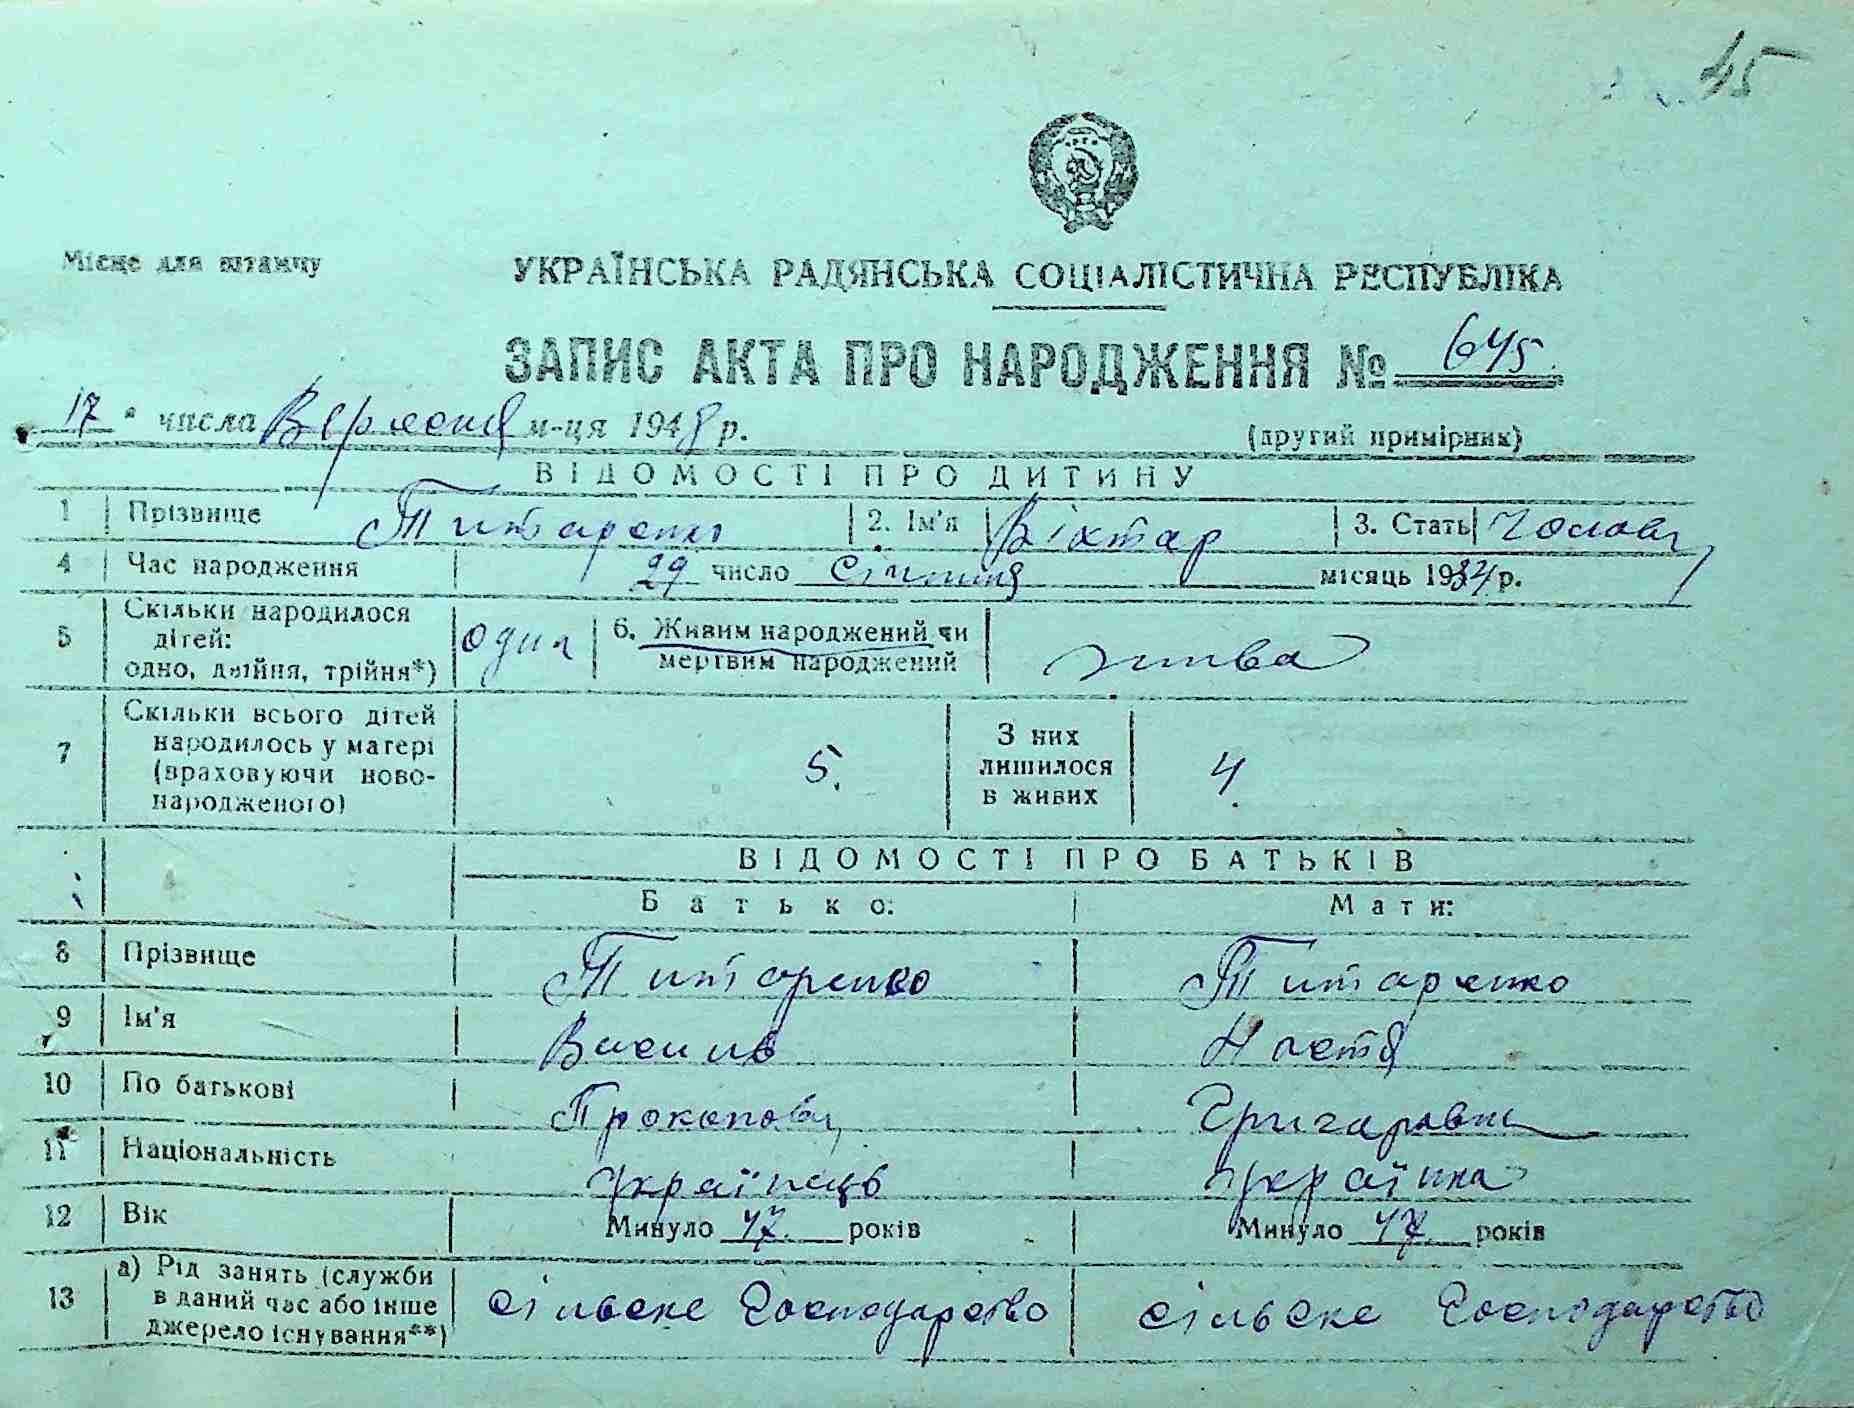 45
Місце для штампу
УКРАЇНСЬКА РАДЯНСЬКА СОЦІАЛІСТИЧНА РЕСПУБЛІКА
ЗАПИС АКТА ПРО НАРОДЖЕННЯ № 645
17 числа Вересня м-ця 1948 р.
(другий примірник)
ВІДОМОСТІ ПРО ДИТИНУ
1 Прізвище Титаренко 2. Ім'я Віктар 3. Стать Чолович
4 Час народження 29 число Січния місяць 1934 р.
5 Скільки народилося дітей: одно, двійня, трійня*) один 6. Живим народжений чи мертвим народжений жива
7 Скільки всього дітей народилось у матері (враховуючи новонародженого) 5. З них лишилося в живих 4.
ВІДОМОСТІ ПРО БАТЬКІВ
Батько: Мати:
8 Прізвище Титаренко Титаренко
9 Ім'я Василь Настя
10 По батькові Прокопович Григаравна
11 Національність Українець Українка
12 Вік Минуло 47 років Минуло 47 років
13 а) Рід занять (служби в даний час або інше джерело існування**) сільське Господарство сільське Господарство